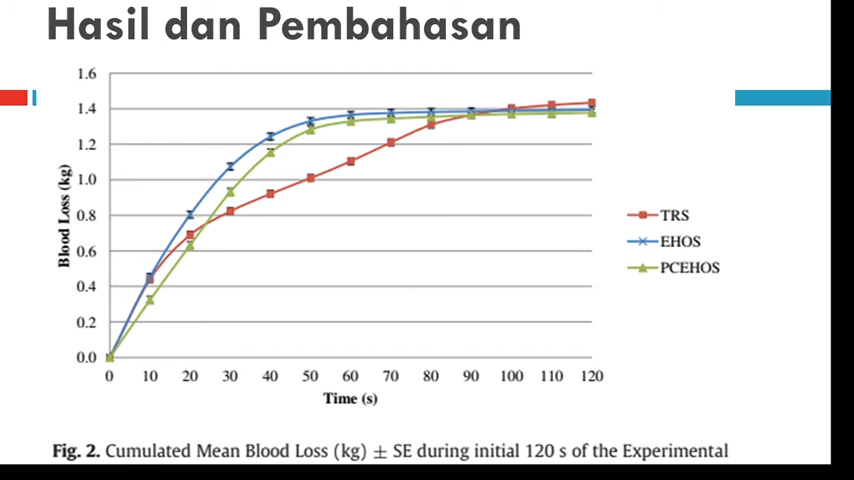 Hasil dan Pembahasan
1.6
1.4
1.2
1.0
0.8
0.6
0.4
0.2
0.0
Blood Loss (kg)
0 10 20 30 40 50 60 70 80 90 100 110 120
Time (s)
TRS
EHOS
PCEHOS
Fig. 2. Cumulated Mean Blood Loss (kg) ± SE during initial 120 s of the Experimental